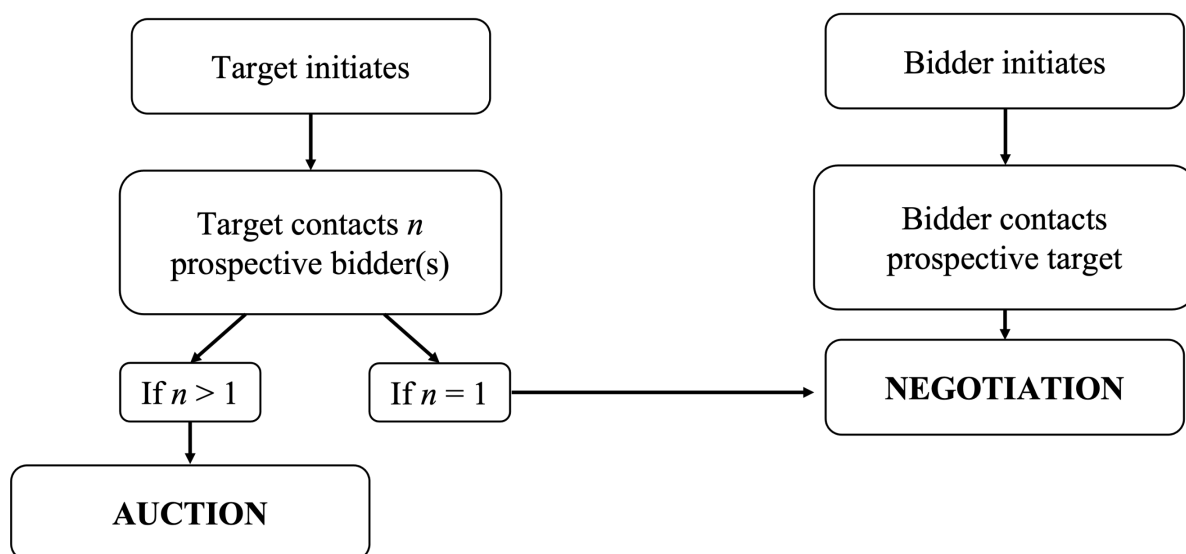 Target initiates
Bidder initiates
Target contacts n
prospective bidder(s)
Bidder contacts
prospective target
If n > 1
If n = 1
NEGOTIATION
AUCTION